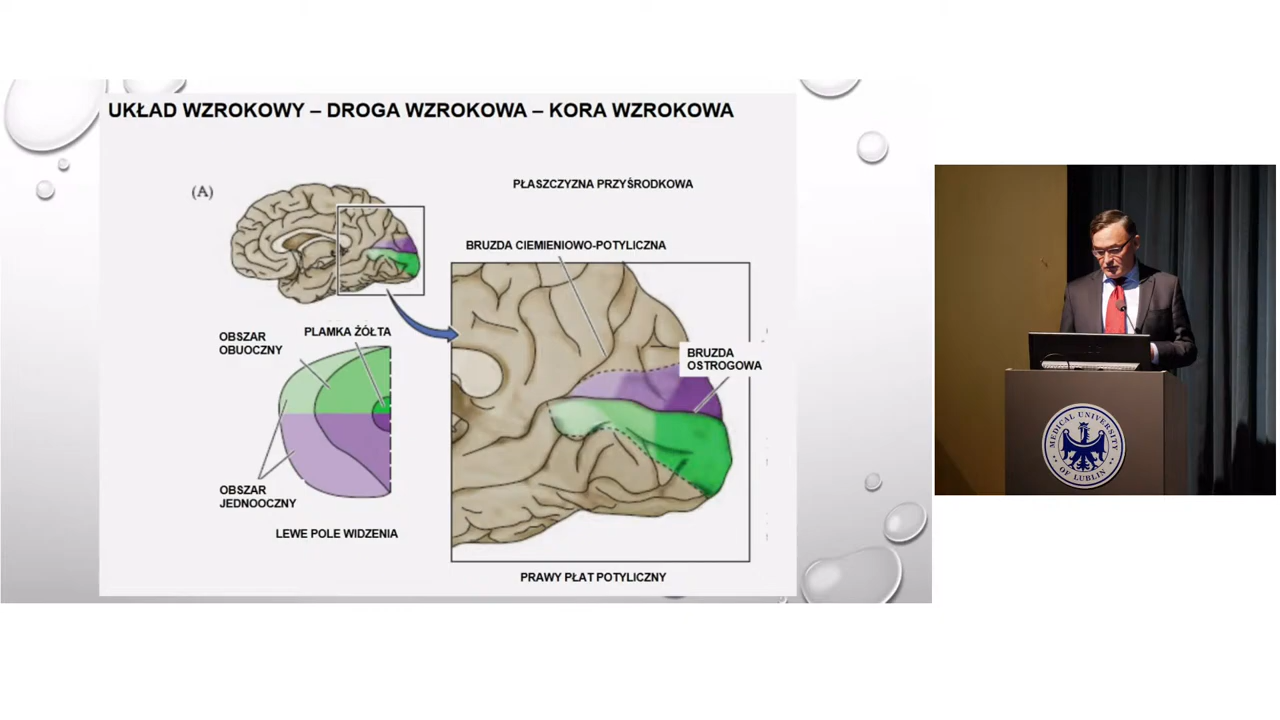 UKŁAD WZROKOWY – DROGA WZROKOWA – KORA WZROKOWA
(A)
PŁASZCZYZNA PRZYŚRODKOWA
BRUZDA CIEMIENIOWO-POTYLICZNA
OBSZAR
OBUOCZNY
PLAMKA ŻÓŁTA
BRUZDA
OSTROGOWA
OBSZAR
JEDNOOCZNY
LEWE POLE WIDZENIA
PRAWY PŁAT POTYLICZNY
MEDICAL UNIVERSITY
OF LUBLIN